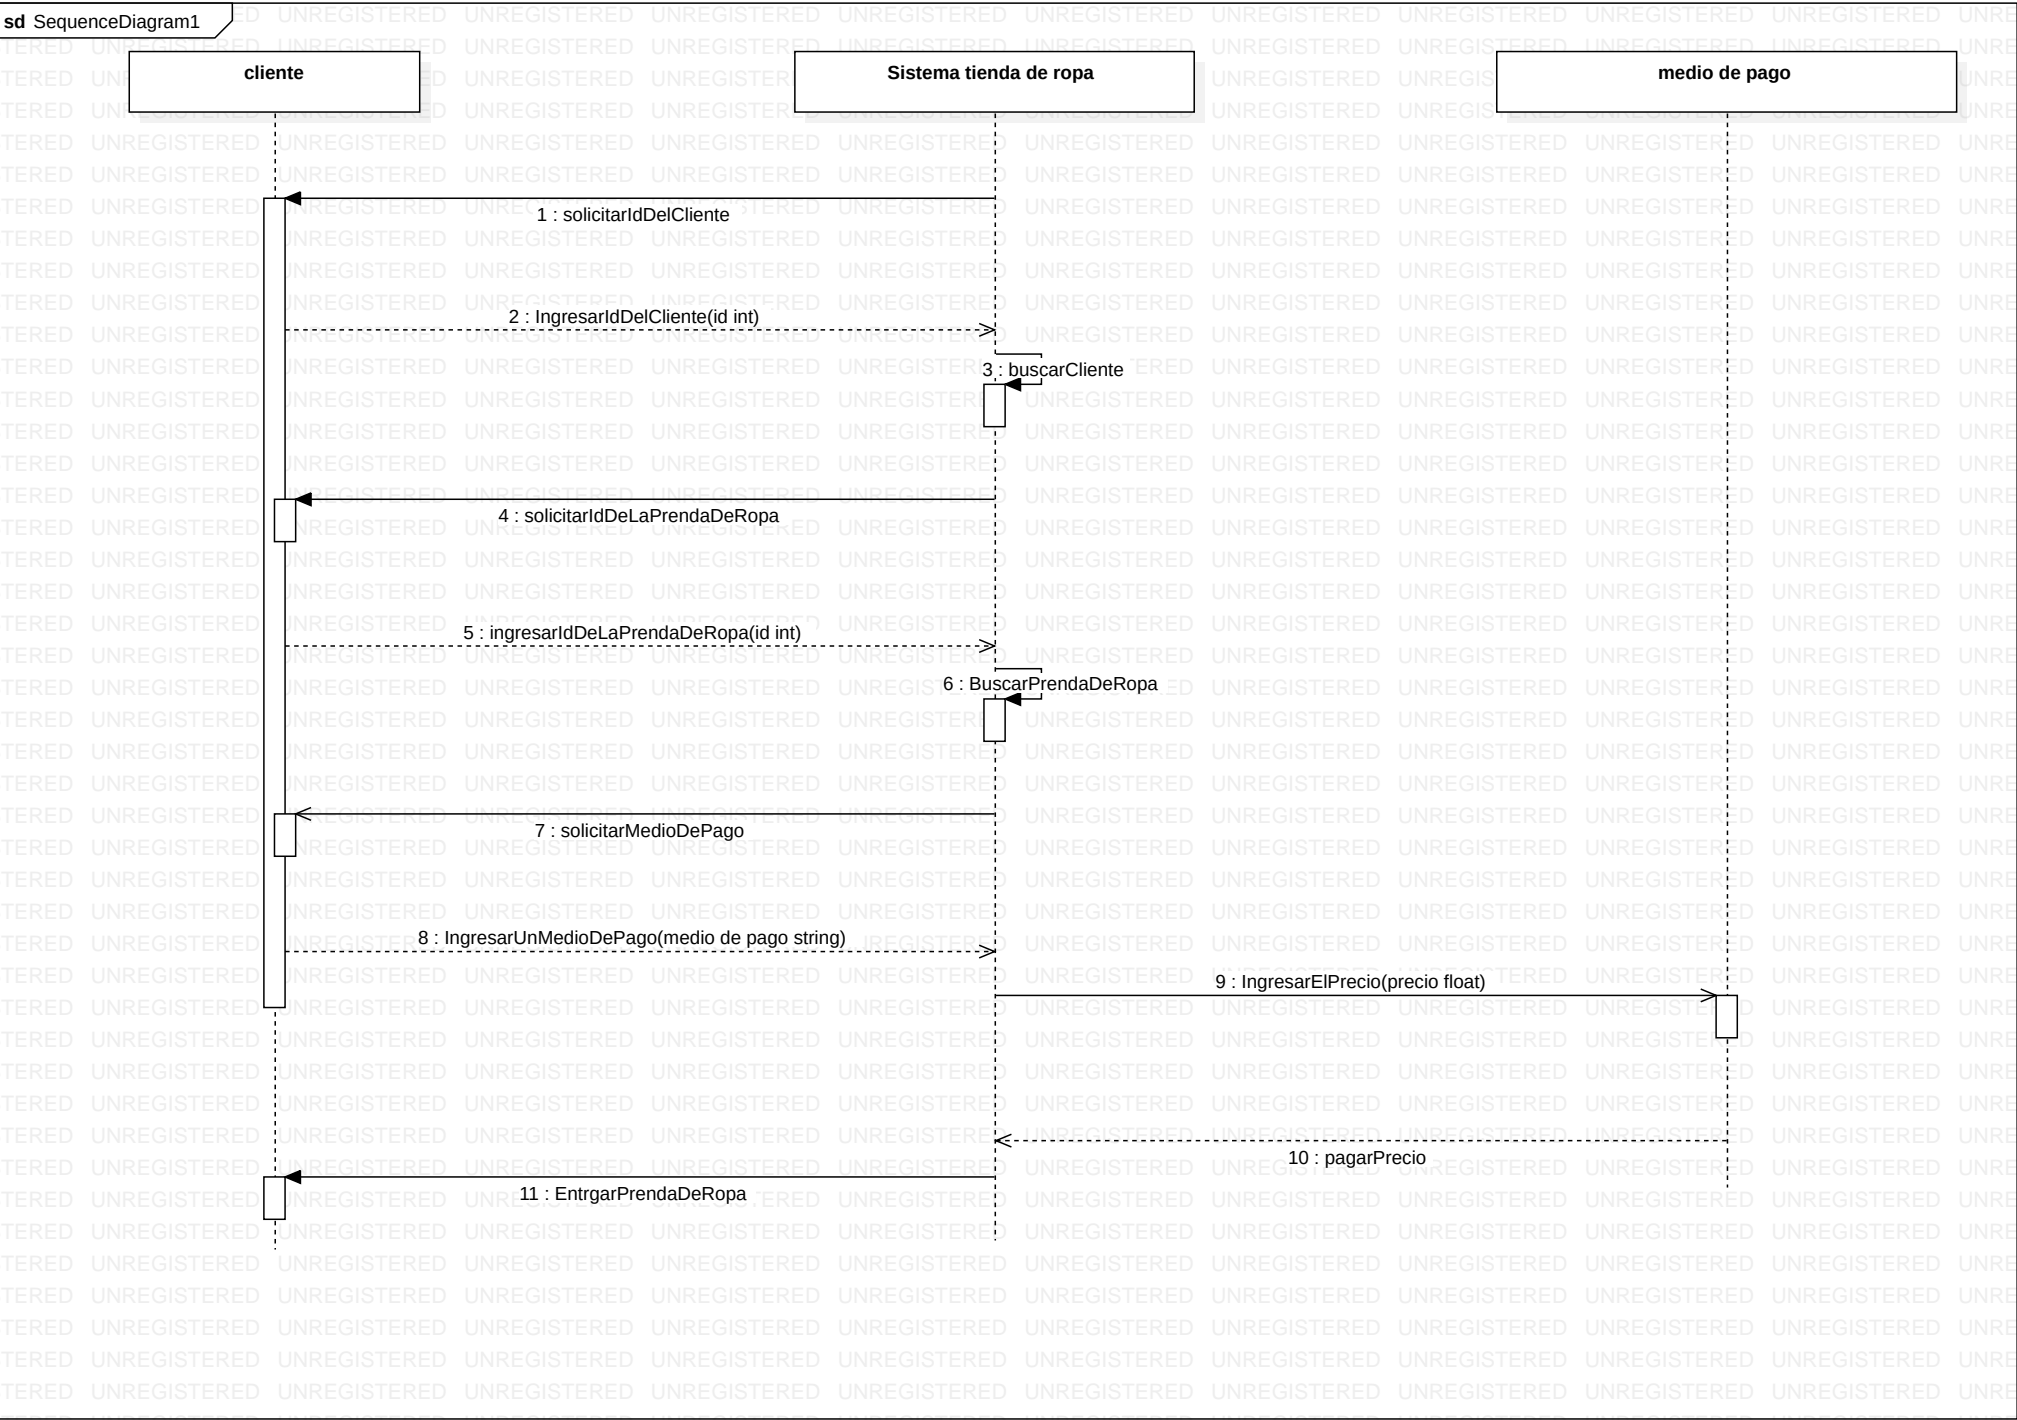 sd SequenceDiagram1
cliente
Sistema tienda de ropa
medio de pago
1 : solicitarIdDelCliente
2 : IngresarIdDelCliente(id int)
3 : buscarCliente
4 : solicitarIdDeLaPrendaDeRopa
5 : ingresarIdDeLaPrendaDeRopa(id int)
6 : BuscarPrendaDeRopa
7 : solicitarMedioDePago
8 : IngresarUnMedioDePago(medio de pago string)
9 : IngresarElPrecio(precio float)
10 : pagarPrecio
11 : EntrgarPrendaDeRopa
UNREGISTERED